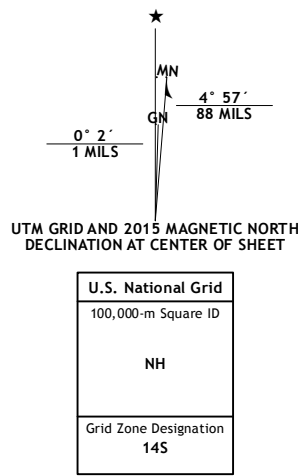 ★
MN
4° 57´
88 MILS
GN
0° 2´
1 MILS
UTM GRID AND 2015 MAGNETIC NORTH
DECLINATION AT CENTER OF SHEET
U.S. National Grid
100,000-m Square ID
NH
Grid Zone Designation
14S